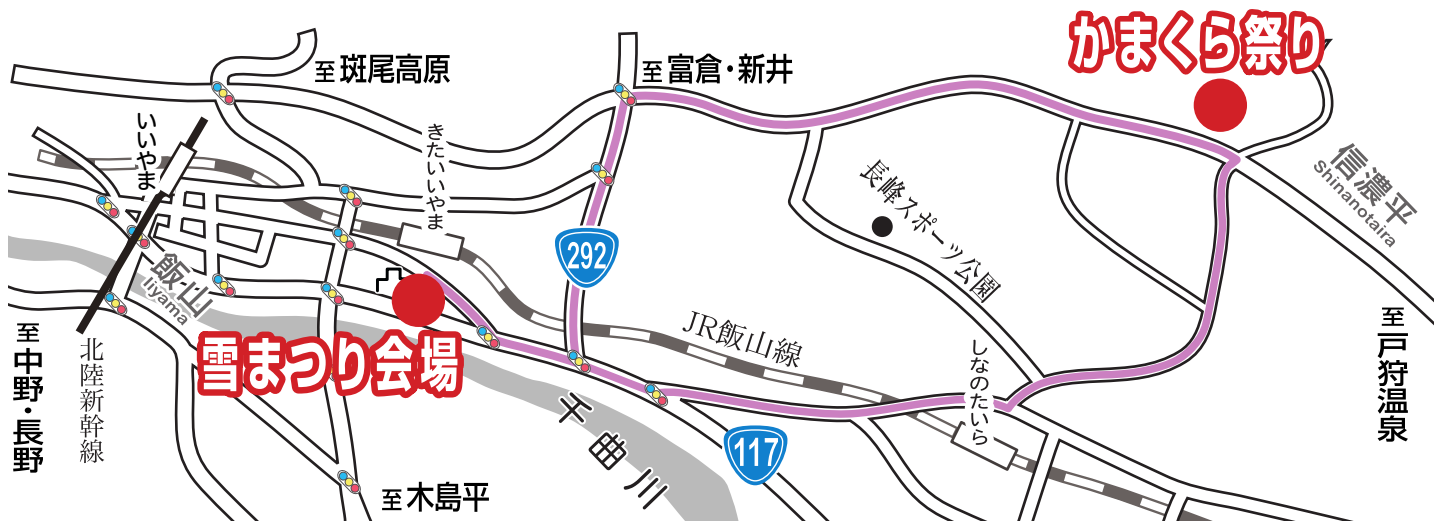 かまくら祭り
至斑尾高原
至富倉・新井
いいやま
きたいいやま
信濃平
Shinanotaira
長峰スポーツ公園
292
飯山
Iiyama
雪まつり会場
至中野・長野
北陸新幹線
JR飯山線
しなのたいら
至戸狩温泉
千曲川
117
至木島平